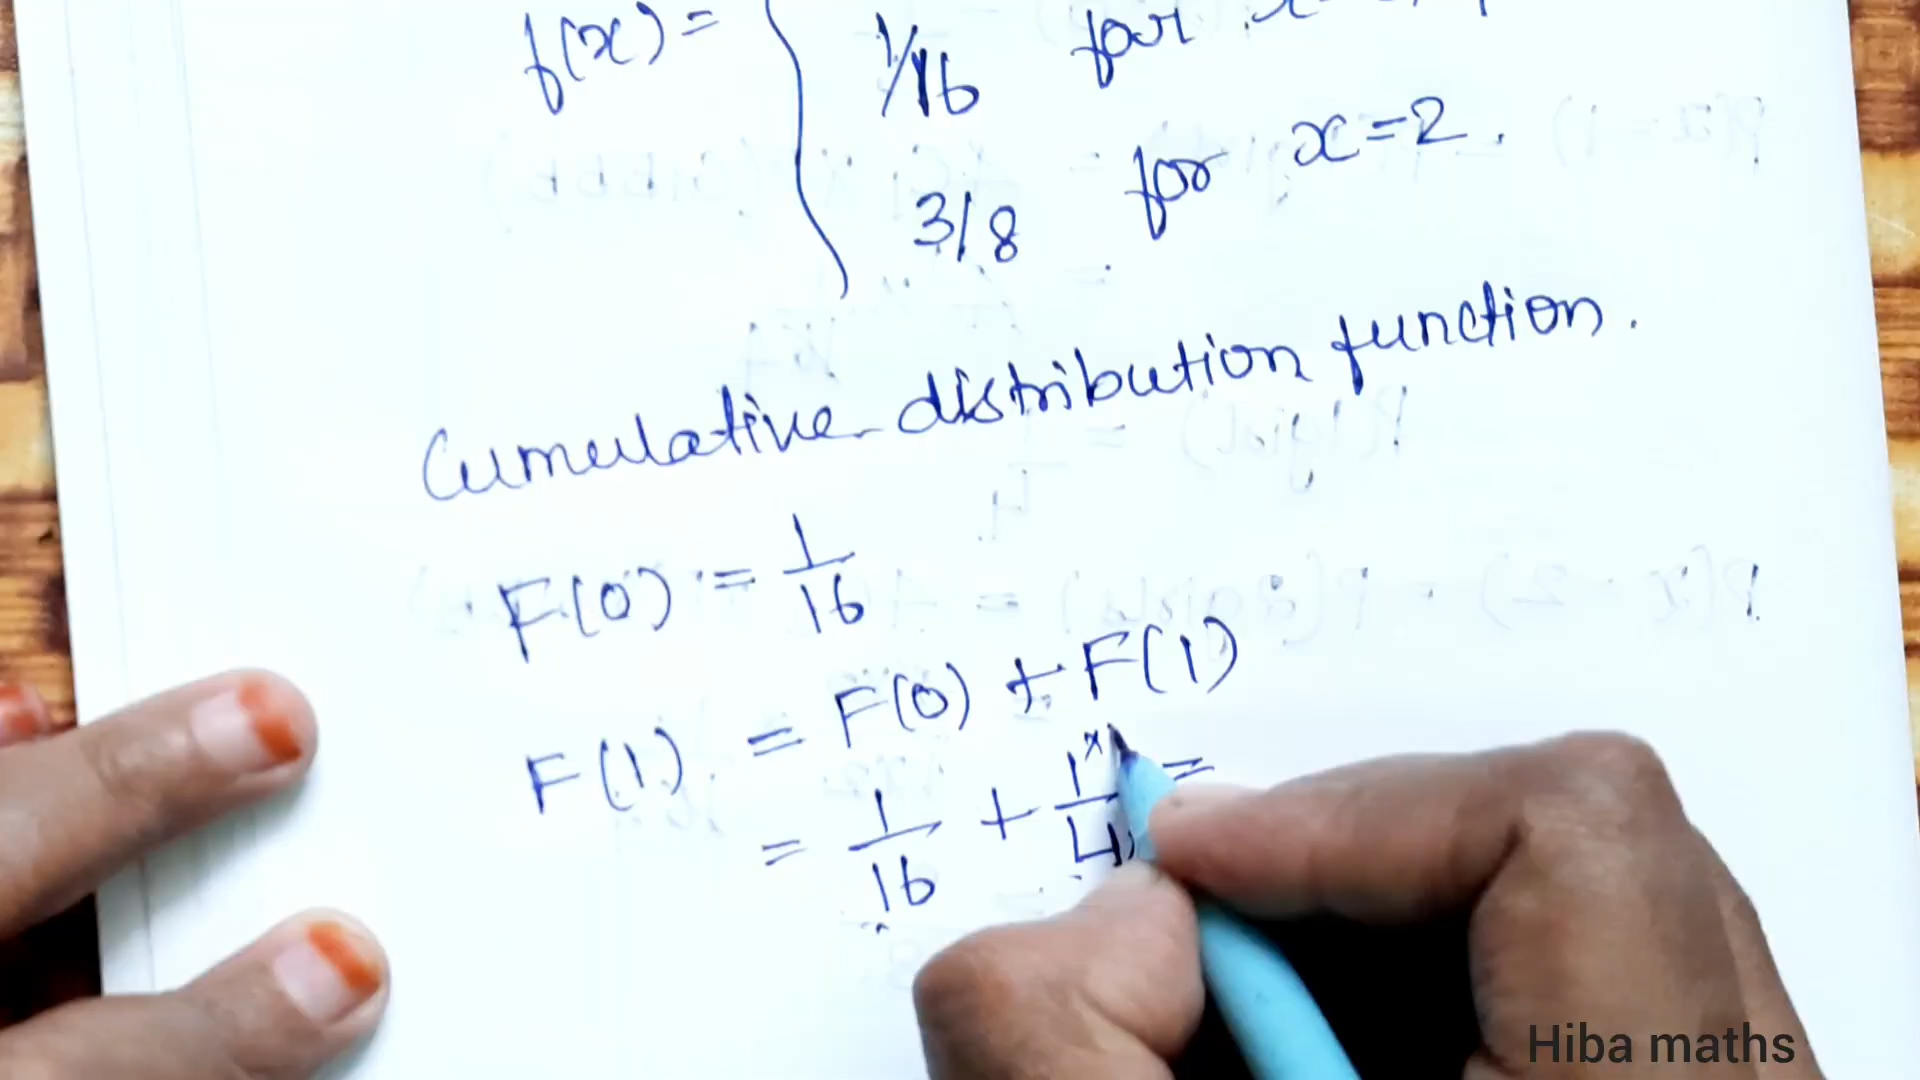 f(x) = { 1/16 for x
3/8 for x=2.
Cumulative distribution function.
F(0) = 1/16
F(1) = F(0) + F(1)
= 1/16 + 1×/4 =
Hiba maths